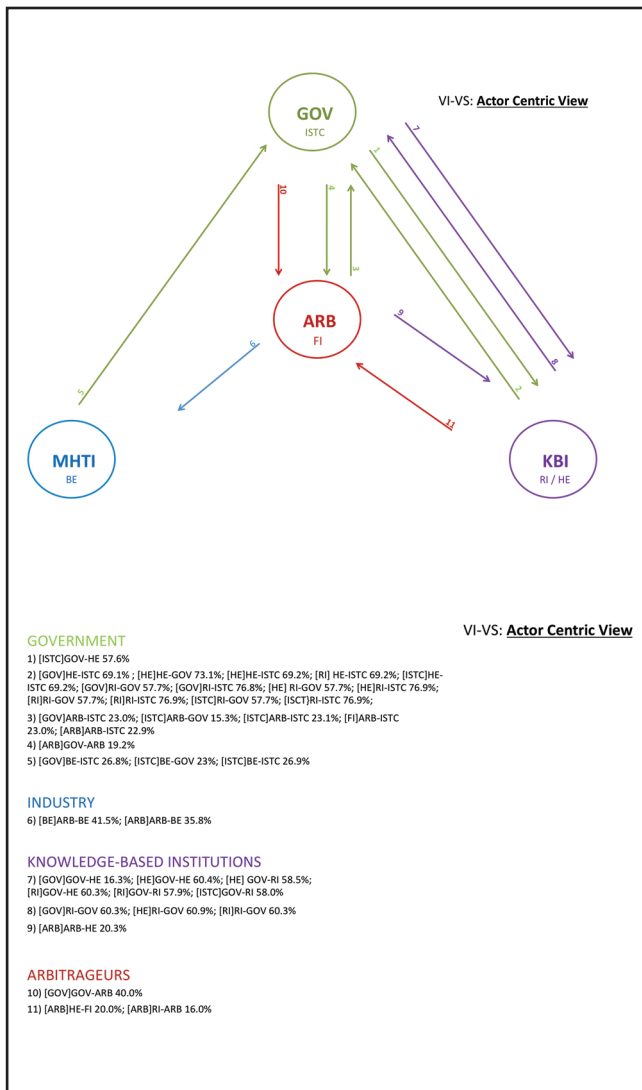 GOV
ISTC
VI-VS: Actor Centric View
7
1
10
4
3
ARB
FI
9
6
8
2
5
11
MHTI
BE
KBI
RI / HE
VI-VS: Actor Centric View
GOVERNMENT
1) [ISTC]GOV-HE 57.6%
2) [GOV]HE-ISTC 69.1% ; [HE]HE-GOV 73.1%; [HE]HE-ISTC 69.2%; [RI] HE-ISTC 69.2%; [ISTC]HE-
ISTC 69.2%; [GOV]RI-GOV 57.7%; [GOV]RI-ISTC 76.8%; [HE] RI-GOV 57.7%; [HE]RI-ISTC 76.9%;
[RI]RI-GOV 57.7%; [RI]RI-ISTC 76.9%; [ISTC]RI-GOV 57.7%; [ISCT]RI-ISTC 76.9%;
3) [GOV]ARB-ISTC 23.0%; [ISTC]ARB-GOV 15.3%; [ISTC]ARB-ISTC 23.1%; [FI]ARB-ISTC
23.0%; [ARB]ARB-ISTC 22.9%
4) [ARB]GOV-ARB 19.2%
5) [GOV]BE-ISTC 26.8%; [ISTC]BE-GOV 23%; [ISTC]BE-ISTC 26.9%
INDUSTRY
6) [BE]ARB-BE 41.5%; [ARB]ARB-BE 35.8%
KNOWLEDGE-BASED INSTITUTIONS
7) [GOV]GOV-HE 16.3%; [HE]GOV-HE 60.4%; [HE] GOV-RI 58.5%;
[RI]GOV-HE 60.3%; [RI]GOV-RI 57.9%; [ISTC]GOV-RI 58.0%
8) [GOV]RI-GOV 60.3%; [HE]RI-GOV 60.9%; [RI]RI-GOV 60.3%
9) [ARB]ARB-HE 20.3%
ARBITRAGEURS
10) [GOV]GOV-ARB 40.0%
11) [ARB]HE-FI 20.0%; [ARB]RI-ARB 16.0%